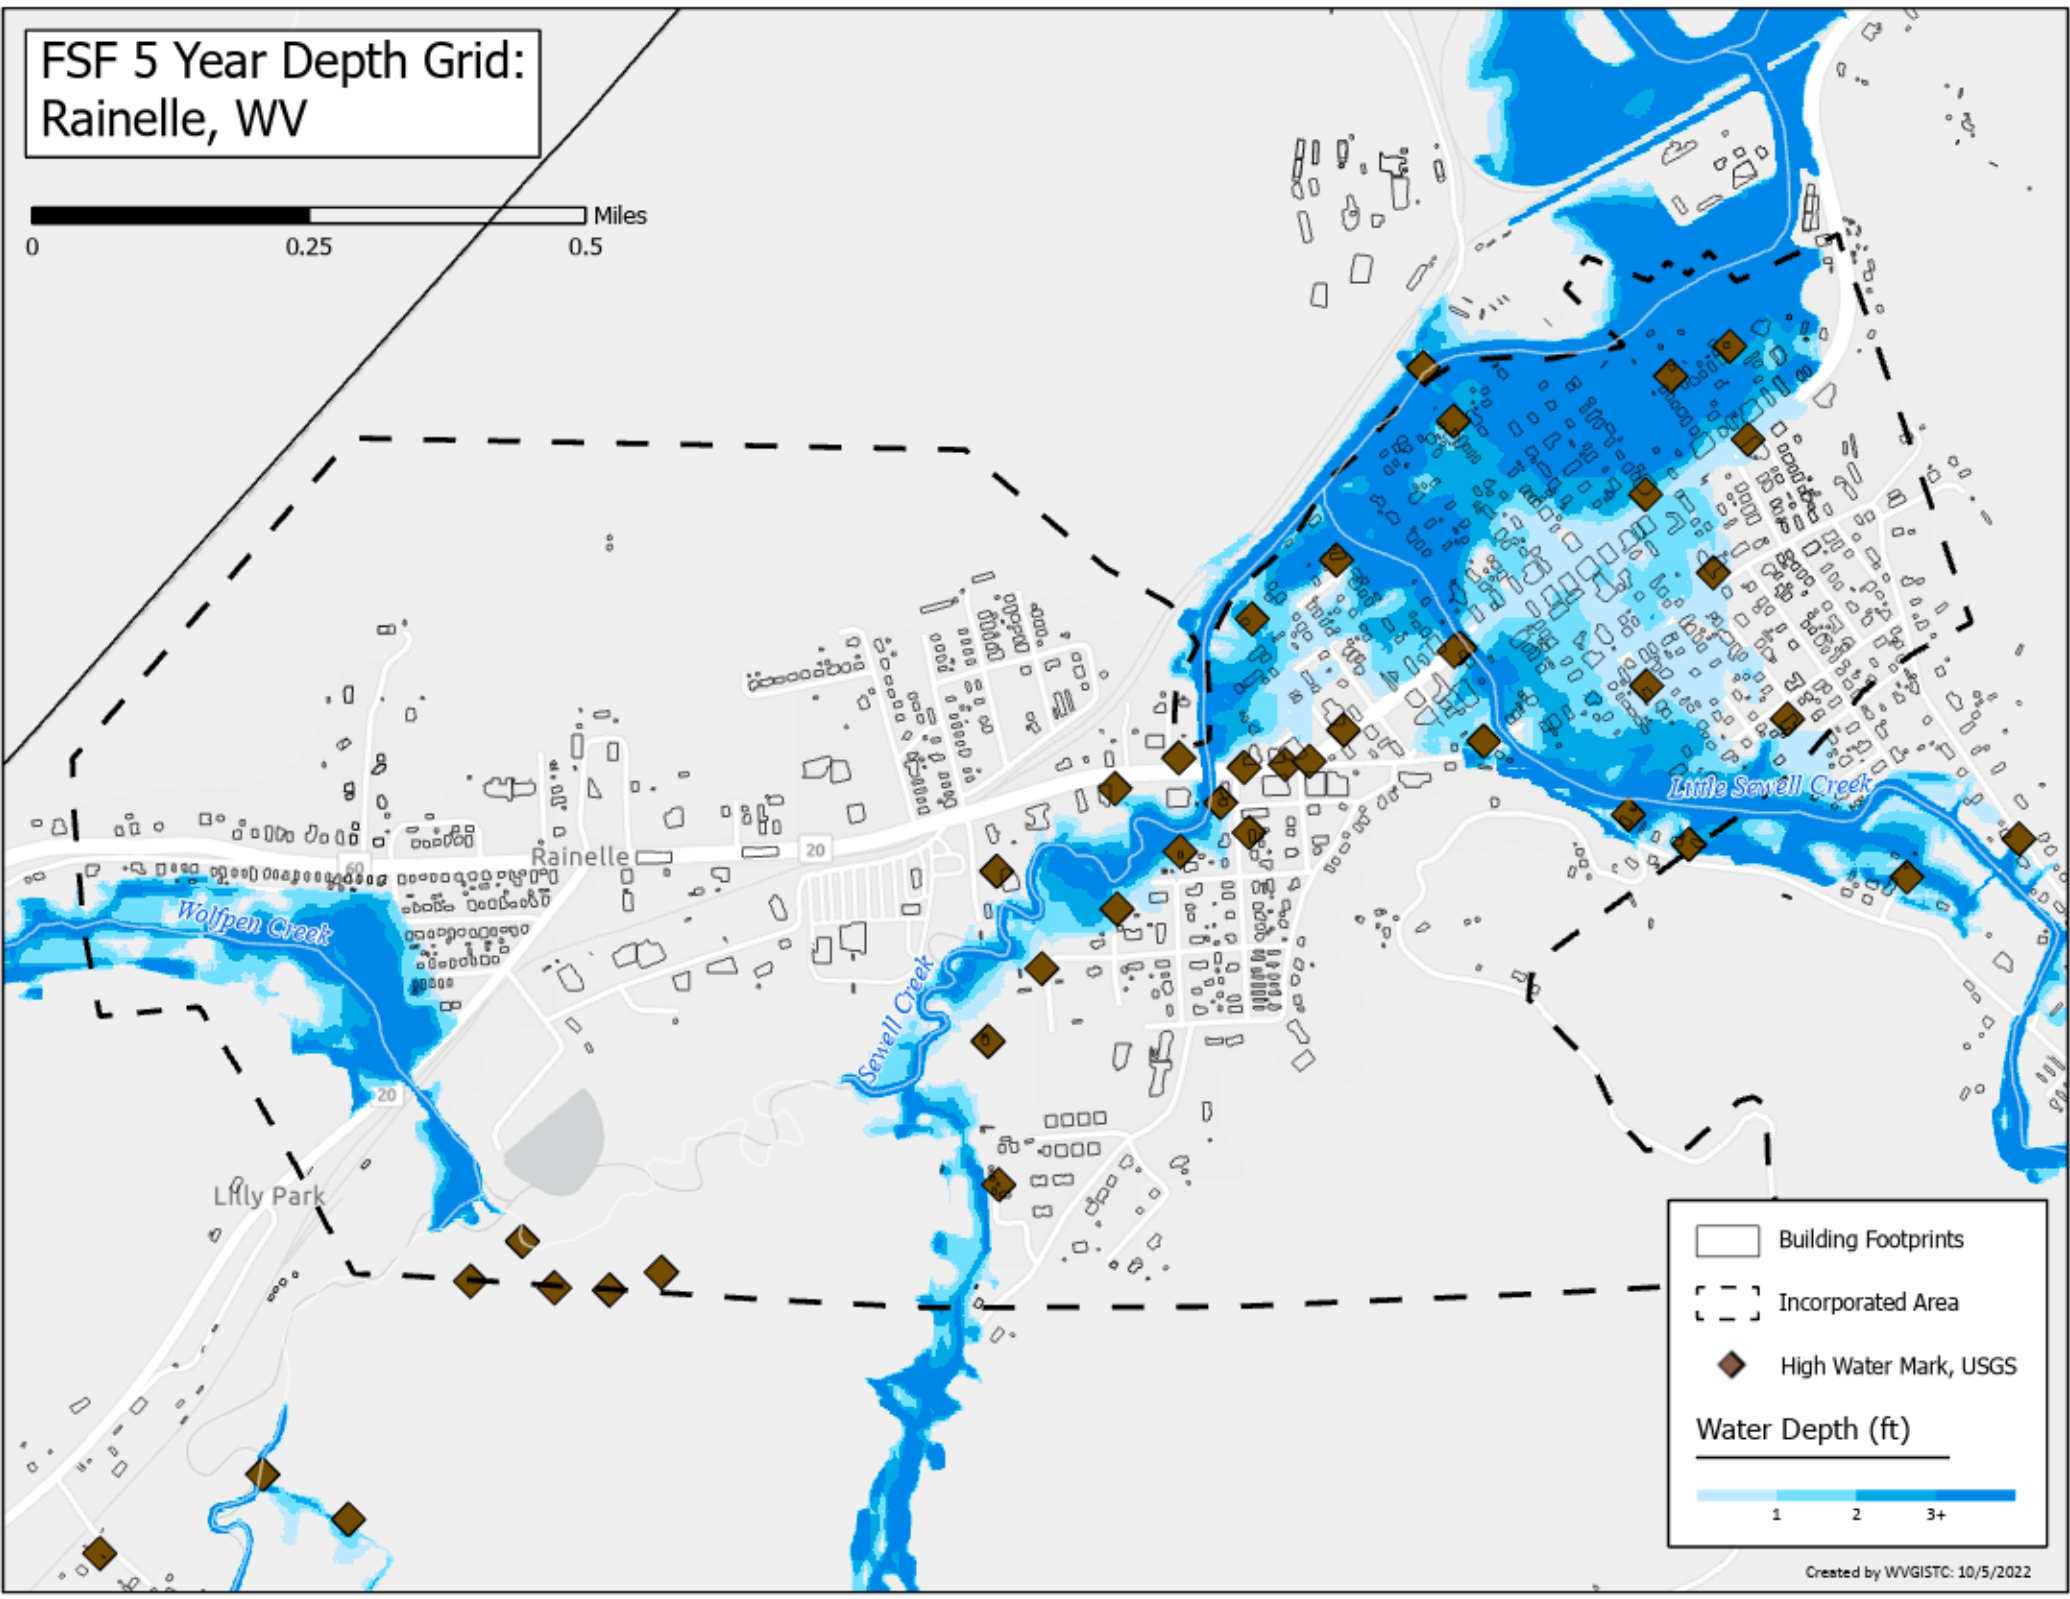 FSF 5 Year Depth Grid:
Rainelle, WV
Miles
0 0.25 0.5
Little Sewell Creek
20
Rainelle
60
Wolfpen Creek
Sewell Creek
20
Lilly Park
Building Footprints
Incorporated Area
High Water Mark, USGS
Water Depth (ft)
1 2 3+
Created by WVGISTC: 10/5/2022